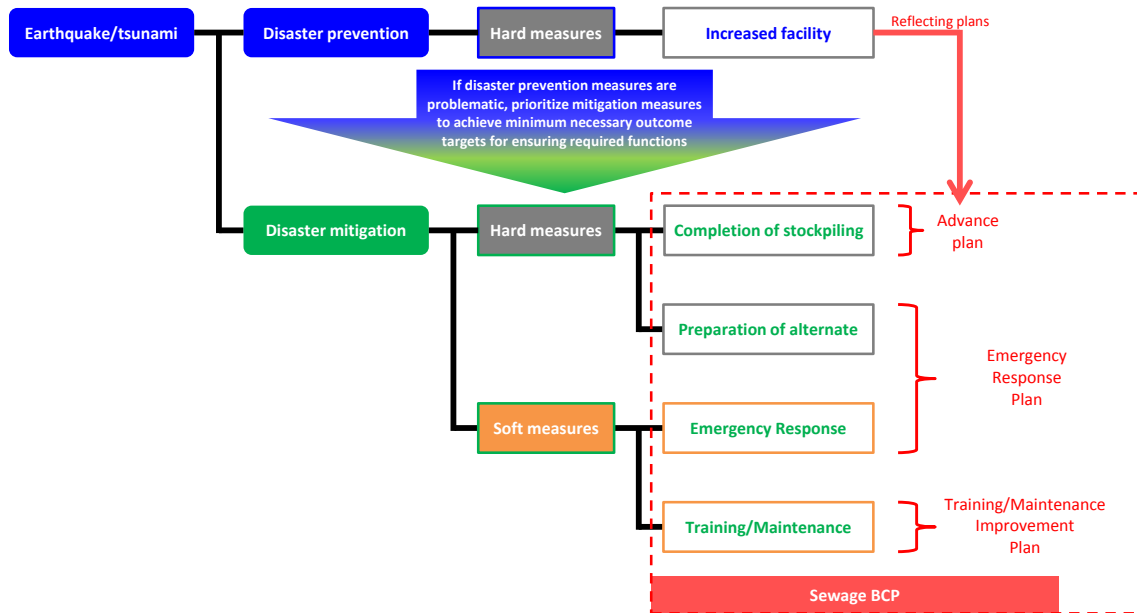 Earthquake/tsunami
Disaster prevention
Hard measures
Increased facility
Reflecting plans
If disaster prevention measures are
problematic, prioritize mitigation measures
to achieve minimum necessary outcome
targets for ensuring required functions
Disaster mitigation
Hard measures
Completion of stockpiling
Advance
plan
Preparation of alternate
Emergency
Response
Plan
Soft measures
Emergency Response
Training/Maintenance
Training/Maintenance
Improvement
Plan
Sewage BCP